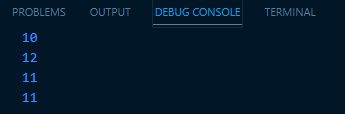 PROBLEMS OUTPUT DEBUG CONSOLE TERMINAL
10
12
11
11